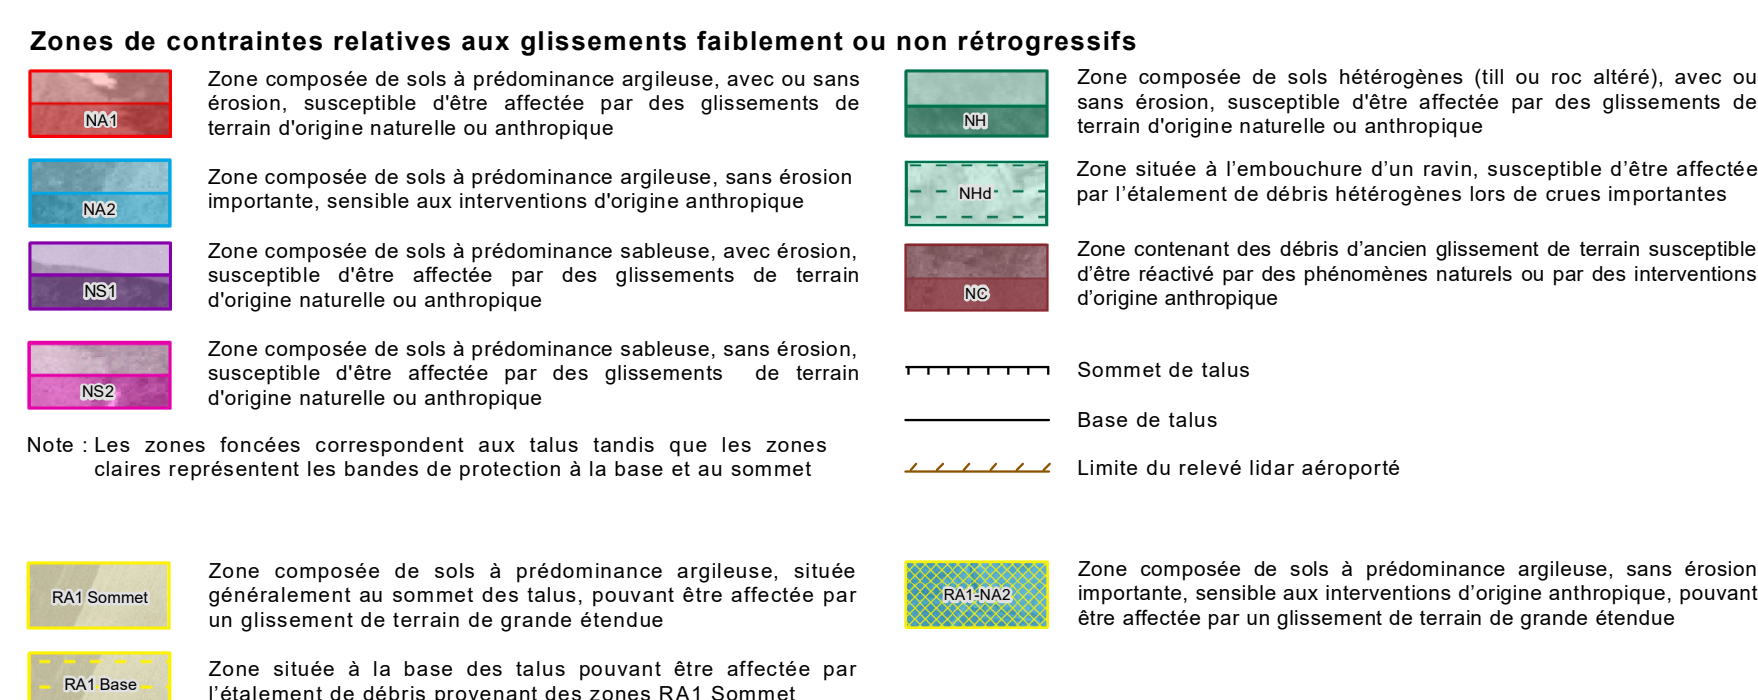 Zones de contraintes relatives aux glissements faiblement ou non rétrogressifs
NA1
Zone composée de sols à prédominance argileuse, avec ou sans
érosion, susceptible d'être affectée par des glissements de
terrain d'origine naturelle ou anthropique
NA2
Zone composée de sols à prédominance argileuse, sans érosion
importante, sensible aux interventions d'origine anthropique
NS1
Zone composée de sols à prédominance sableuse, avec érosion,
susceptible d'être affectée par des glissements de terrain
d'origine naturelle ou anthropique
NS2
Zone composée de sols à prédominance sableuse, sans érosion,
susceptible d'être affectée par des glissements de terrain
d'origine naturelle ou anthropique
Note : Les zones foncées correspondent aux talus tandis que les zones
claires représentent les bandes de protection à la base et au sommet
NH
Zone composée de sols hétérogènes (till ou roc altéré), avec ou
sans érosion, susceptible d'être affectée par des glissements de
terrain d'origine naturelle ou anthropique
NHd
Zone située à l’embouchure d’un ravin, susceptible d’être affectée
par l’étalement de débris hétérogènes lors de crues importantes
NC
Zone contenant des débris d’ancien glissement de terrain susceptible
d’être réactivé par des phénomènes naturels ou par des interventions
d’origine anthropique
Sommet de talus
Base de talus
Limite du relevé lidar aéroporté
RA1 Sommet
Zone composée de sols à prédominance argileuse, située
généralement au sommet des talus, pouvant être affectée par
un glissement de terrain de grande étendue
RA1 Base
Zone située à la base des talus pouvant être affectée par
l’étalement de débris provenant des zones RA1 Sommet
RA1-NA2
Zone composée de sols à prédominance argileuse, sans érosion
importante, sensible aux interventions d’origine anthropique, pouvant
être affectée par un glissement de terrain de grande étendue